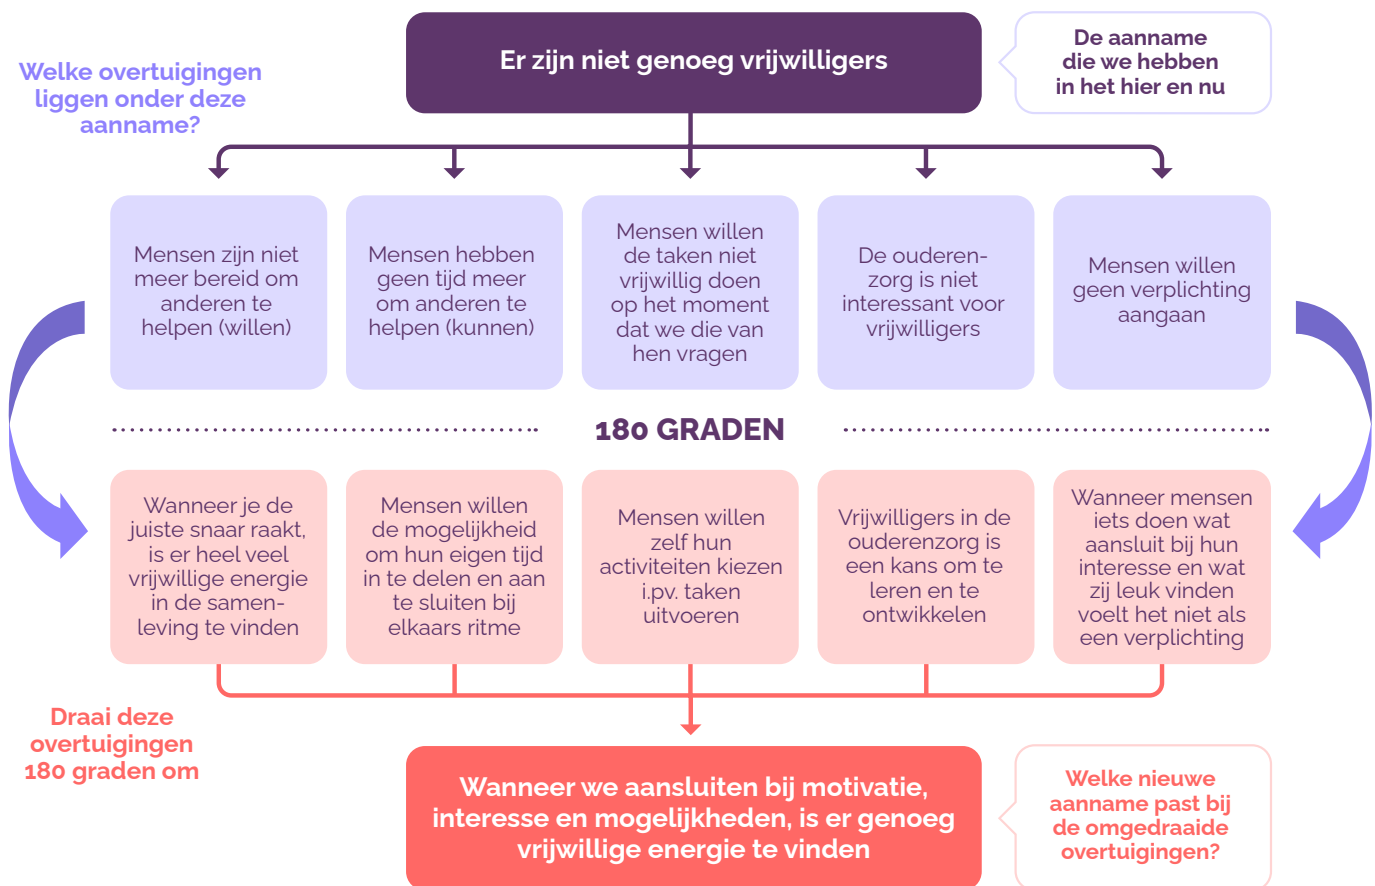 Er zijn niet genoeg vrijwilligers
De aanname
die we hebben
in het hier en nu
Welke overtuigingen
liggen onder deze
aanname?
Mensen zijn niet
meer bereid om
anderen te
helpen (willen)
Mensen hebben
geen tijd meer
om anderen te
helpen (kunnen)
Mensen willen
de taken niet
vrijwillig doen
op het moment
dat we die van
hen vragen
De ouderen-
zorg is niet
interessant voor
vrijwilligers
Mensen willen
geen verplichting
aangaan
180 GRADEN
Wanneer je de
juiste snaar raakt,
is er heel veel
vrijwillige energie
in de samen-
leving te vinden
Mensen willen
de mogelijkheid
om hun eigen tijd
in te delen en aan
te sluiten bij
elkaars ritme
Mensen willen
zelf hun
activiteiten kiezen
i.pv. taken
uitvoeren
Vrijwilligers in de
ouderenzorg is
een kans om te
leren en te
ontwikkelen
Wanneer mensen
iets doen wat
aansluit bij hun
interesse en wat
zij leuk vinden
voelt het niet als
een verplichting
Draai deze
overtuigingen
180 graden om
Wanneer we aansluiten bij motivatie,
interesse en mogelijkheden, is er genoeg
vrijwillige energie te vinden
Welke nieuwe
aanname past bij
de omgedraaide
overtuigingen?